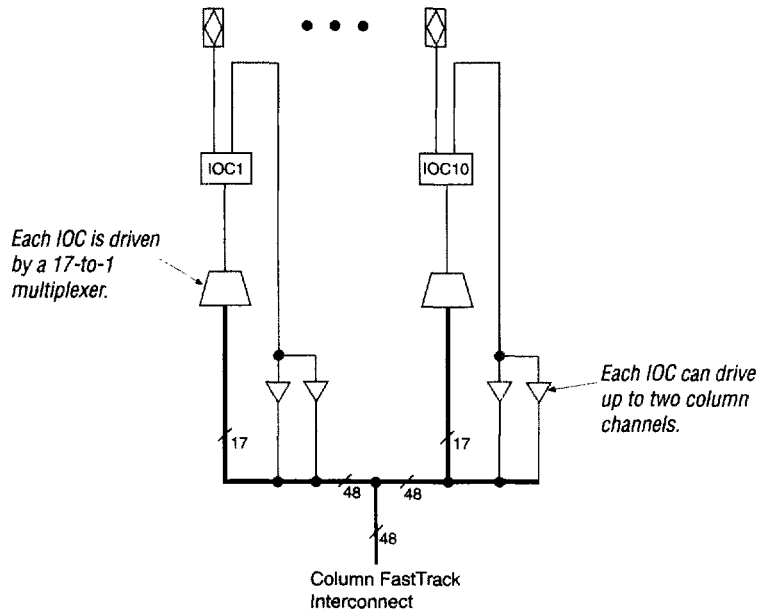 IOC1
IOC10
Each IOC is driven
by a 17-to-1
multiplexer.
Each IOC can drive
up to two column
channels.
17
17
48
48
48
Column FastTrack
Interconnect